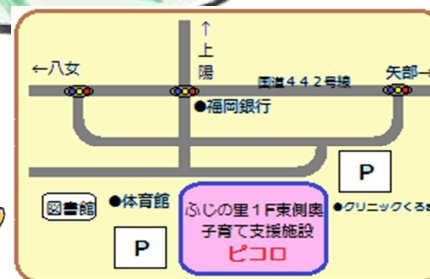 ↑
上
陽
←八女
国道４４２号線
矢部→
●福岡銀行
P
図書館
●体育館
P
ふじの里１F東側奥
子育て支援施設
ピコロ
●クリニックくろ